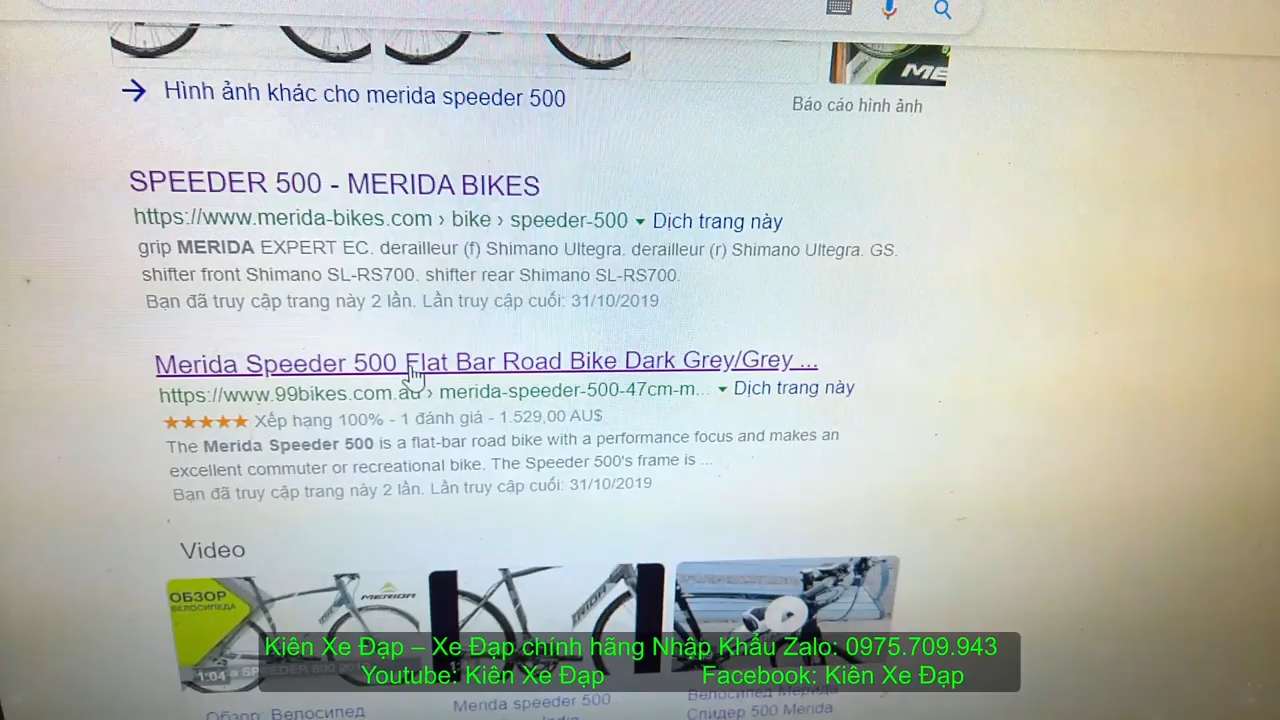 ME
Hình ảnh khác cho merida speeder 500
Báo cáo hình ảnh
SPEEDER 500 - MERIDA BIKES
https://www.merida-bikes.com › bike › speeder-500 ▾ Dịch trang này
grip MERIDA EXPERT EC. derailleur (f) Shimano Ultegra. derailleur (r) Shimano Ultegra. GS.
shifter front Shimano SL-RS700. shifter rear Shimano SL-RS700.
Bạn đã truy cập trang này 2 lần. Lần truy cập cuối: 31/10/2019
Merida Speeder 500 Flat Bar Road Bike Dark Grey/Grey ...
https://www.99bikes.com.au › merida-speeder-500-47cm-m... ▾ Dịch trang này
★★★★★ Xếp hạng 100% - 1 đánh giá - 1.529,00 AU$
The Merida Speeder 500 is a flat-bar road bike with a performance focus and makes an
excellent commuter or recreational bike. The Speeder 500's frame is ...
Bạn đã truy cập trang này 2 lần. Lần truy cập cuối: 31/10/2019
Video
ОБЗОР
ВЕЛОСИПЕДА
MERIDA
1:04
Kiên Xe Đạp – Xe Đạp chính hãng Nhập Khẩu Zalo: 0975.709.943
Youtube: Kiên Xe Đạp Facebook: Kiên Xe Đạp
Обзор: Велосипед
Merida speeder 500
Велосипед Мерида
Спидер 500 Merida